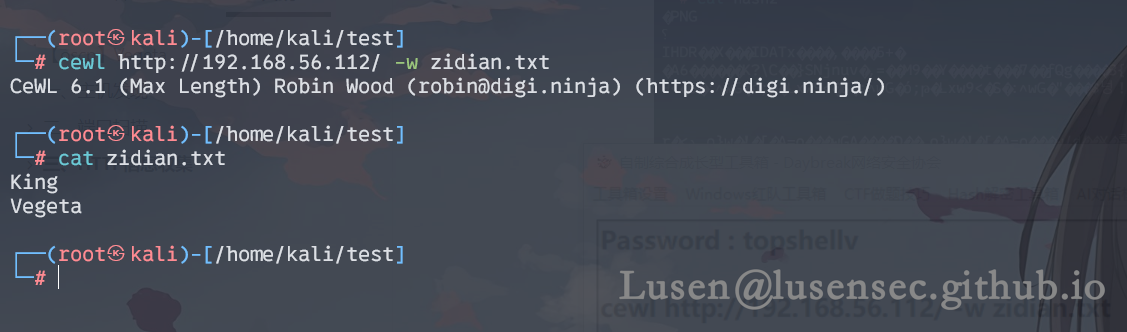 ┌──(root㉿kali)-[/home/kali/test]
└─# cewl http://192.168.56.112/ -w zidian.txt
CeWL 6.1 (Max Length) Robin Wood (robin@digi.ninja) (https://digi.ninja/)
┌──(root㉿kali)-[/home/kali/test]
└─# cat zidian.txt
King
Vegeta
┌──(root㉿kali)-[/home/kali/test]
└─#
Password : topshellv
Lusen@lusensec.github.io
cewl http://192.168.56.112/ -w zidian.txt